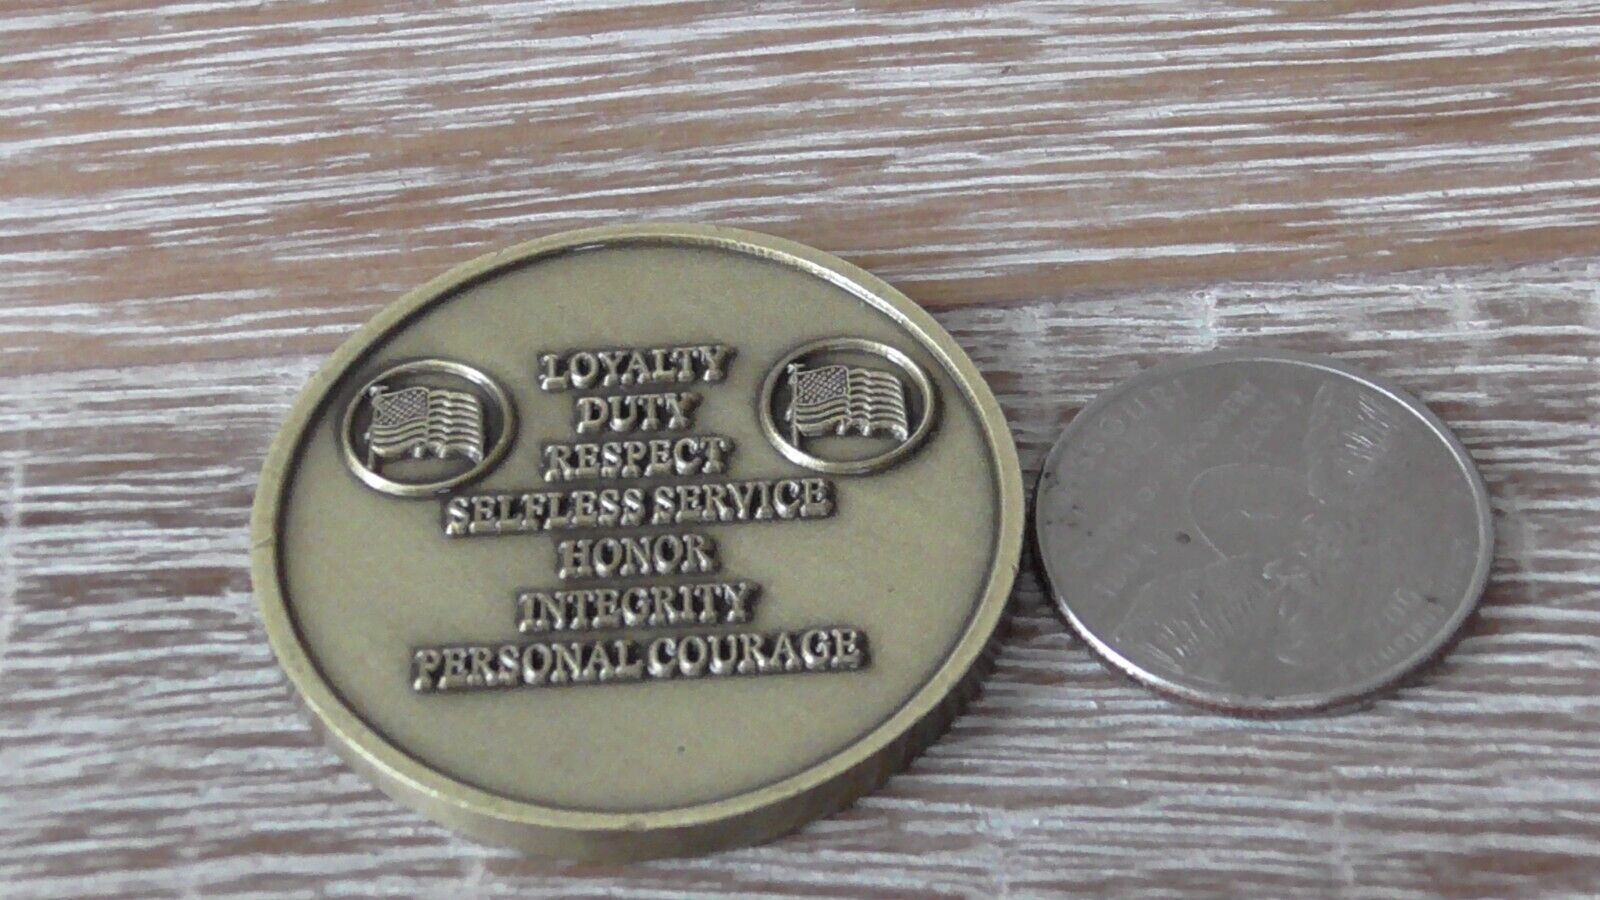 LOYALTY
DUTY
RESPECT
SELFLESS SERVICE
HONOR
INTEGRITY
PERSONAL COURAGE
MISSOURI